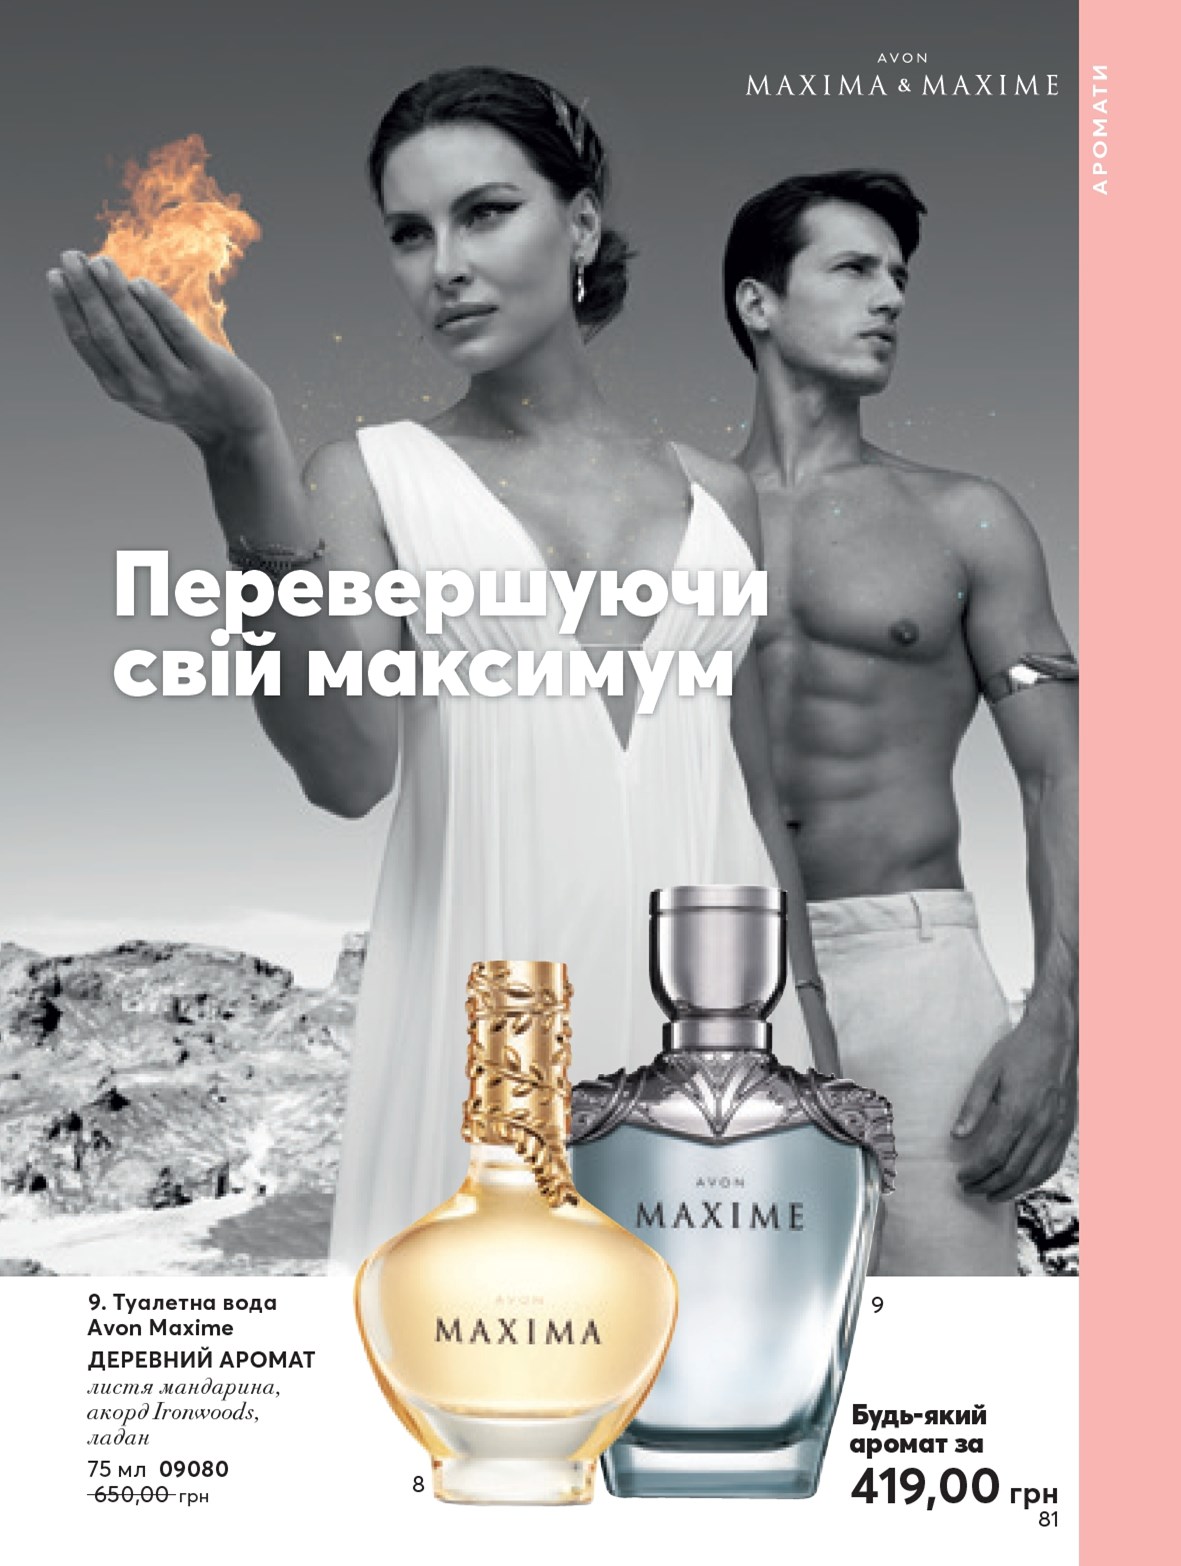 AVON
MAXIMA & MAXIME
АРОМАТИ
Перевершуючи
свій максимум
AVON
MAXIME
AVON
MAXIMA
9. Туалетна вода
Avon Maxime
ДЕРЕВНИЙ АРОМАТ
листя мандарина,
акорд Ironwoods,
ладан
75 мл 09080
650,00 грн
8
9
Будь-який
аромат за
419,00 грн
81